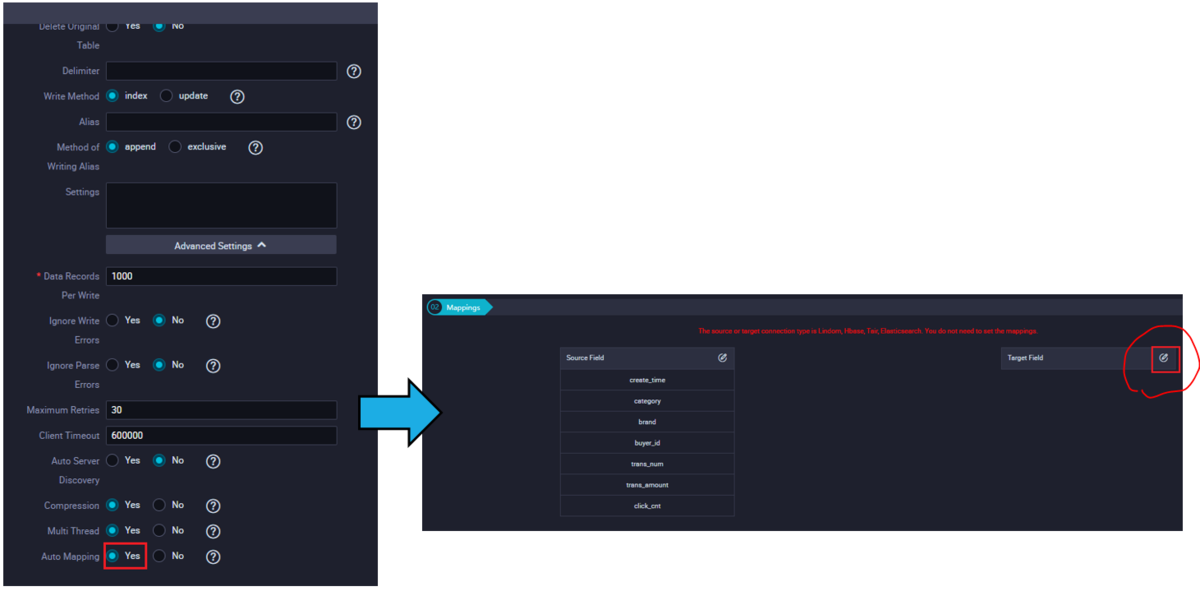 Delete Original Yes No
Table
Delimiter ?
Write Method index update ?
Alias ?
Method of append exclusive ?
Writing Alias
Settings
Advanced Settings
* Data Records 1000
Per Write
Ignore Write Yes No ?
Errors
Ignore Parse Yes No ?
Errors
Maximum Retries 30
Client Timeout 600000
Auto Server Yes No ?
Discovery
Compression Yes No ?
Multi Thread Yes No ?
Auto Mapping Yes No ?
02 Mappings
The source or target connection type is Lindom, Hbase, Tair, Elasticsearch. You do not need to set the mappings.
Source Field
create_time
category
brand
buyer_id
trans_num
trans_amount
click_cnt
Target Field